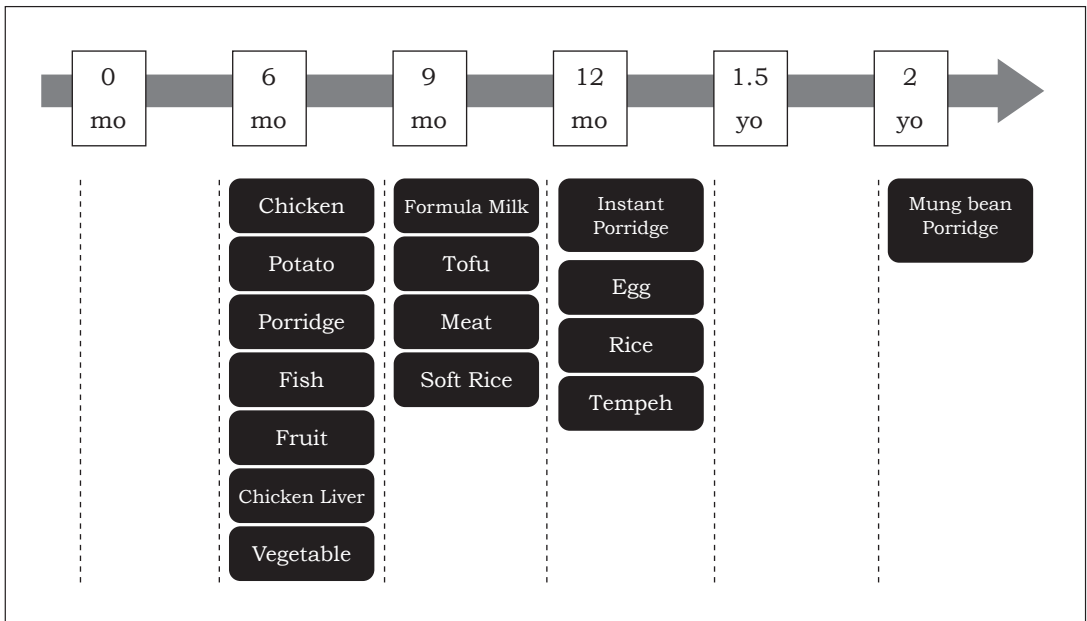 0
mo
6
mo
9
mo
12
mo
1.5
yo
2
yo
Chicken
Potato
Porridge
Fish
Fruit
Chicken Liver
Vegetable
Formula Milk
Tofu
Meat
Soft Rice
Instant
Porridge
Egg
Rice
Tempeh
Mung bean
Porridge